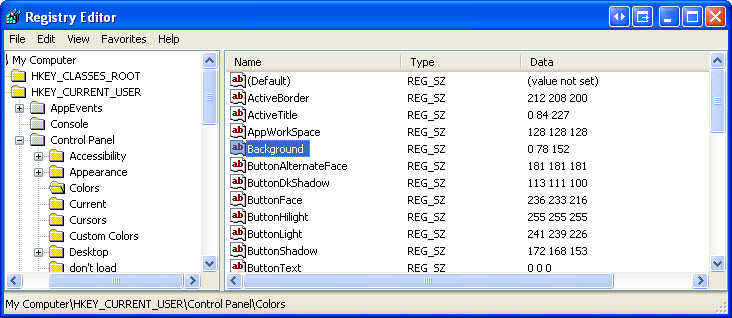 Registry Editor
File Edit View Favorites Help
My Computer
HKEY_CLASSES_ROOT
HKEY_CURRENT_USER
AppEvents
Console
Control Panel
Accessibility
Appearance
Colors
Current
Cursors
Custom Colors
Desktop
don't load
Name Type Data
(Default) REG_SZ (value not set)
ActiveBorder REG_SZ 212 208 200
ActiveTitle REG_SZ 0 84 227
AppWorkSpace REG_SZ 128 128 128
Background REG_SZ 0 78 152
ButtonAlternateFace REG_SZ 181 181 181
ButtonDkShadow REG_SZ 113 111 100
ButtonFace REG_SZ 236 233 216
ButtonHilight REG_SZ 255 255 255
ButtonLight REG_SZ 241 239 226
ButtonShadow REG_SZ 172 168 153
ButtonText REG_SZ 0 0 0
My Computer\HKEY_CURRENT_USER\Control Panel\Colors